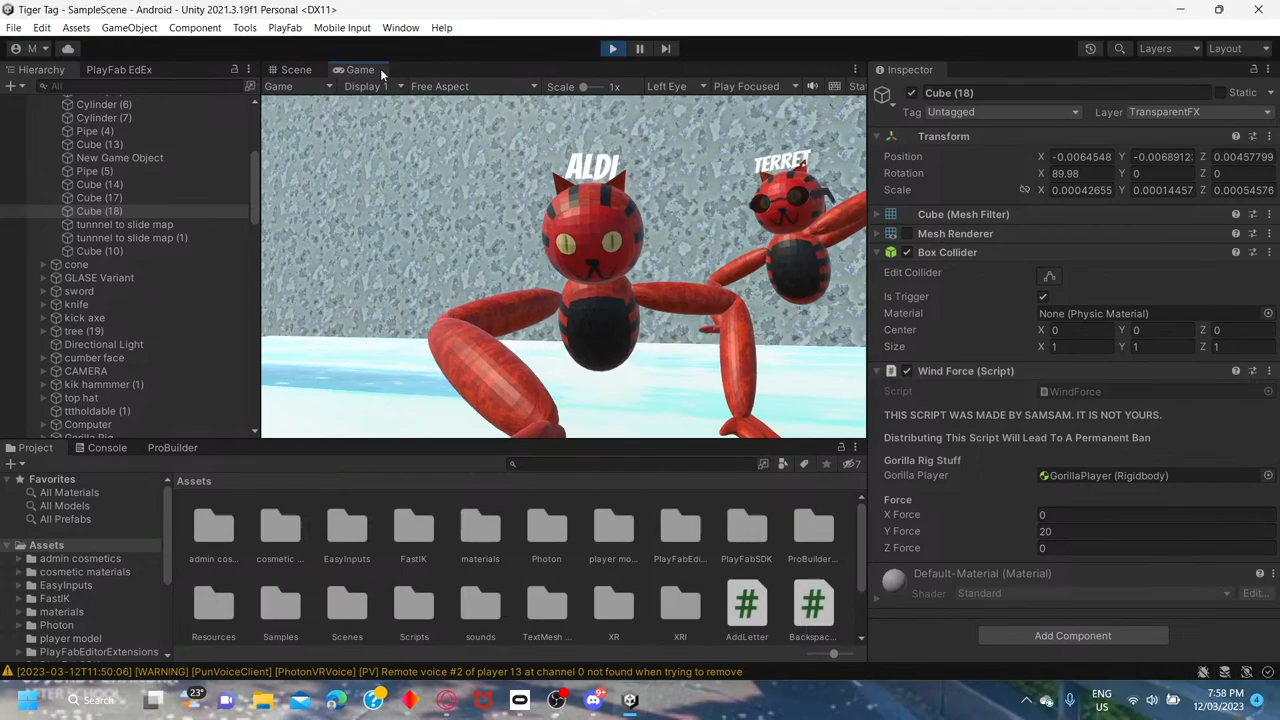 Tiger Tag - SampleScene - Android - Unity 2021.3.19f1 Personal <DX11>
File Edit Assets GameObject Component Tools PlayFab Mobile Input Window Help
M Layers Layout
Hierarchy PlayFab EdEx Scene Game Inspector
All Game Display 1 Free Aspect Scale 1x Left Eye Play Focused Sta
Cube (18) Static
Tag Untagged Layer TransparentFX
Cylinder (6)
Cylinder (7)
Pipe (4)
Cube (13)
New Game Object
Pipe (5)
Cube (14)
Cube (17)
Cube (18)
tunnnel to slide map
tunnnel to slide map (1)
Cube (10)
cone
GLASE Variant
sword
knife
kick axe
tree (19)
Directional Light
cumber face
CAMERA
kik hammmer (1)
top hat
tttholdable (1)
Computer
Gorilla Rig
ALDI
TERRET
Transform
Position X -0.0064548 Y -0.0068912 Z 0.00057799
Rotation X 89.98 Y 0 Z 0
Scale X 0.00042655 Y 0.00014457 Z 0.00054576
Cube (Mesh Filter)
Mesh Renderer
Box Collider
Edit Collider
Is Trigger
Material None (Physic Material)
Center X 0 Y 0 Z 0
Size X 1 Y 1 Z 1
Wind Force (Script)
Script WindForce
THIS SCRIPT WAS MADE BY SAMSAM. IT IS NOT YOURS.
Distributing This Script Will Lead To A Permanent Ban
Gorilla Rig Stuff
Gorilla Player GorillaPlayer (Rigidbody)
Force
X Force 0
Y Force 20
Z Force 0
Default-Material (Material)
Shader Standard Edit...
Add Component
Project Console ProBuilder
7
Favorites
All Materials
All Models
All Prefabs
Assets
admin cosmetics
cosmetic materials
EasyInputs
FastIK
materials
Photon
player model
PlayFabEditorExtensions
Assets
admin cos... cosmetic ... EasyInputs FastIK materials Photon player mo... PlayFabEdi... PlayFabSDK ProBuilder...
Resources Samples Scenes Scripts sounds TextMesh ... XR XRI AddLetter Backspac...
[2023-03-12T11:50:06] [WARNING] [PunVoiceClient] [PhotonVRVoice] [PV] Remote voice #2 of player 13 at channel 0 not found when trying to remove
Search 23° 9+ ENG US 7:58 PM 12/03/2023 4